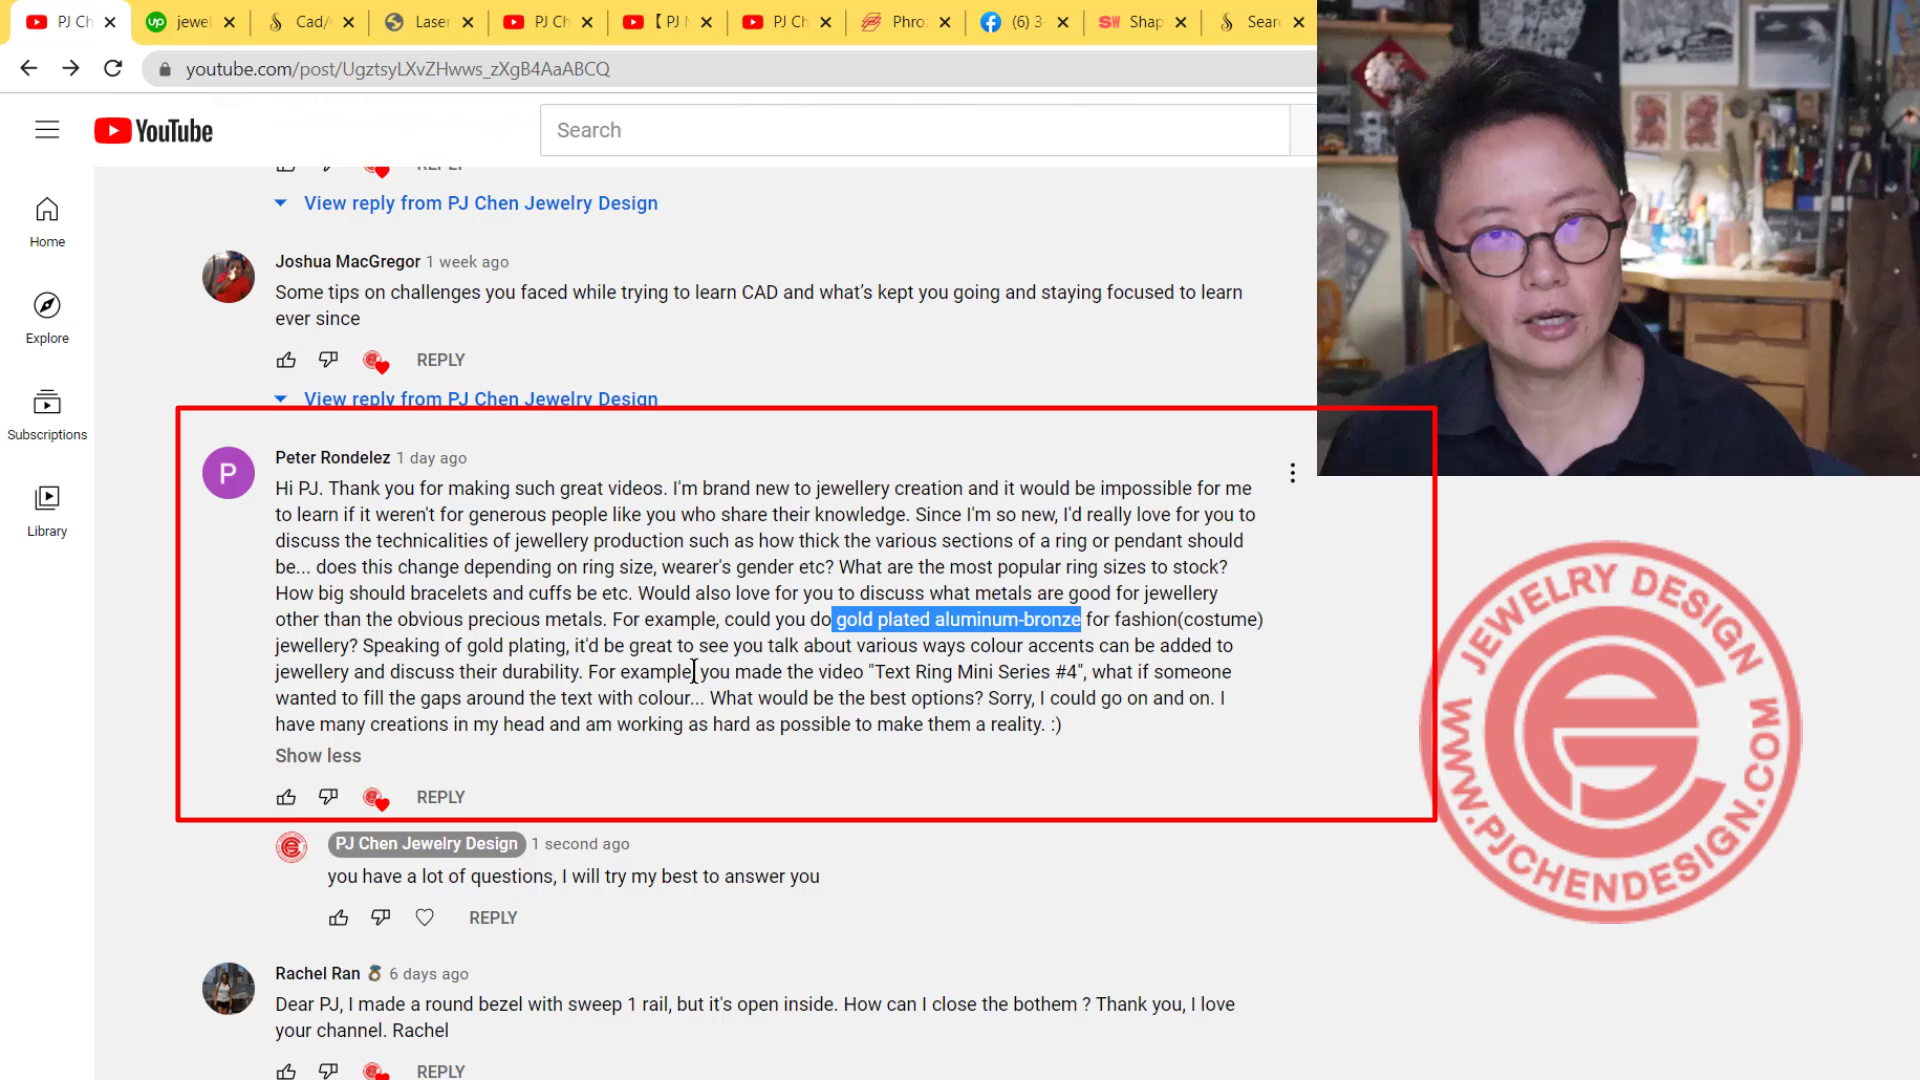 PJ Ch
jewel
Cad/
Laser
PJ Ch
【PJ
PJ Ch
Phro
(6) 3
Shap
Sear
youtube.com/post/UgztsyLXvZHwws_zXgB4AaABCQ
YouTube
Search
REPLY
View reply from PJ Chen Jewelry Design
Home
Explore
Subscriptions
Library
Joshua MacGregor 1 week ago
Some tips on challenges you faced while trying to learn CAD and what's kept you going and staying focused to learn
ever since
REPLY
View reply from PJ Chen Jewelry Design
P
Peter Rondelez 1 day ago
Hi PJ. Thank you for making such great videos. I'm brand new to jewellery creation and it would be impossible for me
to learn if it weren't for generous people like you who share their knowledge. Since I'm so new, I'd really love for you to
discuss the technicalities of jewellery production such as how thick the various sections of a ring or pendant should
be... does this change depending on ring size, wearer's gender etc? What are the most popular ring sizes to stock?
How big should bracelets and cuffs be etc. Would also love for you to discuss what metals are good for jewellery
other than the obvious precious metals. For example, could you do gold plated aluminum-bronze for fashion(costume)
jewellery? Speaking of gold plating, it'd be great to see you talk about various ways colour accents can be added to
jewellery and discuss their durability. For example, you made the video "Text Ring Mini Series #4", what if someone
wanted to fill the gaps around the text with colour... What would be the best options? Sorry, I could go on and on. I
have many creations in my head and am working as hard as possible to make them a reality. :)
Show less
REPLY
PJ Chen Jewelry Design 1 second ago
you have a lot of questions, I will try my best to answer you
REPLY
Rachel Ran 6 days ago
Dear PJ, I made a round bezel with sweep 1 rail, but it's open inside. How can I close the bothem ? Thank you, I love
your channel. Rachel
REPLY
JEWELRY DESIGN
WWW.PJCHENDESIGN.COM